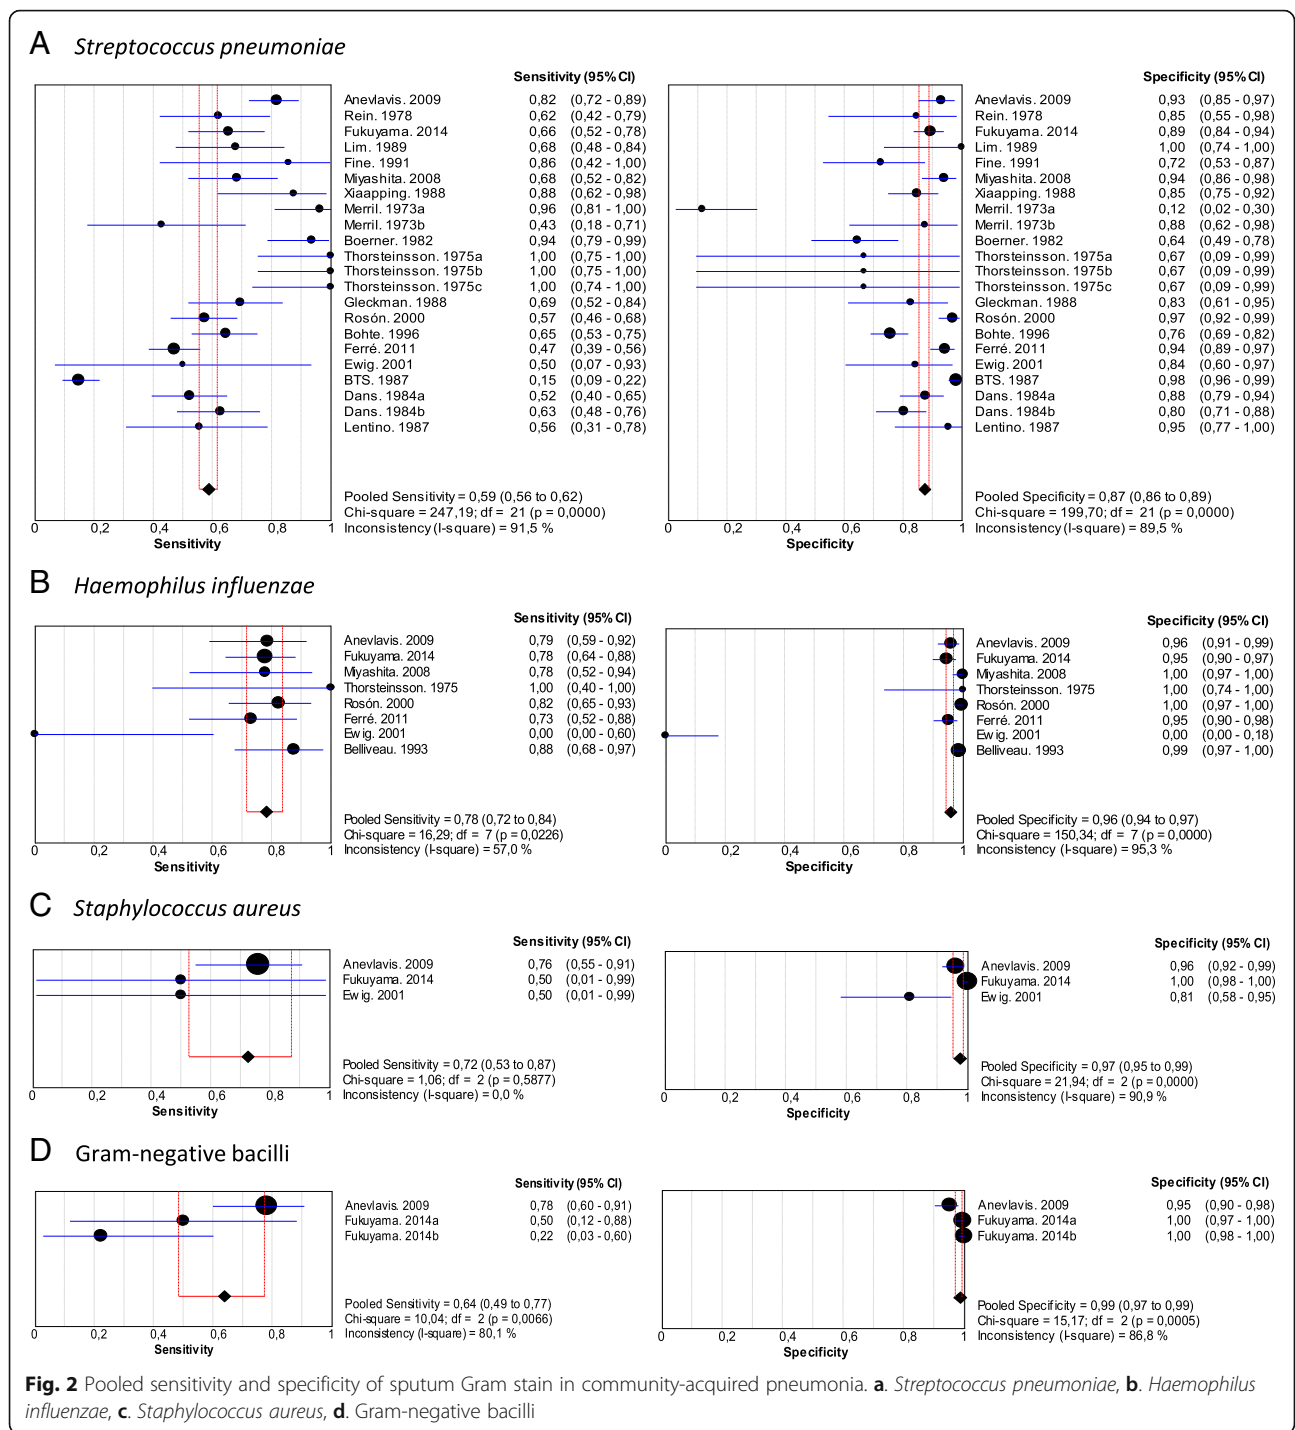 A Streptococcus pneumoniae
Sensitivity (95% CI)
Anevlavis. 2009 0,82 (0,72 - 0,89)
Rein. 1978 0,62 (0,42 - 0,79)
Fukuyama. 2014 0,66 (0,52 - 0,78)
Lim. 1989 0,68 (0,48 - 0,84)
Fine. 1991 0,86 (0,42 - 1,00)
Miyashita. 2008 0,68 (0,52 - 0,82)
Xiaapping. 1988 0,88 (0,62 - 0,98)
Merril. 1973a 0,96 (0,81 - 1,00)
Merril. 1973b 0,43 (0,18 - 0,71)
Boerner. 1982 0,94 (0,79 - 0,99)
Thorsteinsson. 1975a 1,00 (0,75 - 1,00)
Thorsteinsson. 1975b 1,00 (0,75 - 1,00)
Thorsteinsson. 1975c 1,00 (0,74 - 1,00)
Gleckman. 1988 0,69 (0,52 - 0,84)
Rosón. 2000 0,57 (0,46 - 0,68)
Bohte. 1996 0,65 (0,53 - 0,75)
Ferré. 2011 0,47 (0,39 - 0,56)
Ewig. 2001 0,50 (0,07 - 0,93)
BTS. 1987 0,15 (0,09 - 0,22)
Dans. 1984a 0,52 (0,40 - 0,65)
Dans. 1984b 0,63 (0,48 - 0,76)
Lentino. 1987 0,56 (0,31 - 0,78)
Pooled Sensitivity = 0,59 (0,56 to 0,62)
Chi-square = 247,19; df = 21 (p = 0,0000)
Inconsistency (I-square) = 91,5 %
0 0,2 0,4 0,6 0,8 1
Sensitivity
Specificity (95% CI)
Anevlavis. 2009 0,93 (0,85 - 0,97)
Rein. 1978 0,85 (0,55 - 0,98)
Fukuyama. 2014 0,89 (0,84 - 0,94)
Lim. 1989 1,00 (0,74 - 1,00)
Fine. 1991 0,72 (0,53 - 0,87)
Miyashita. 2008 0,94 (0,86 - 0,98)
Xiaapping. 1988 0,85 (0,75 - 0,92)
Merril. 1973a 0,12 (0,02 - 0,30)
Merril. 1973b 0,88 (0,62 - 0,98)
Boerner. 1982 0,64 (0,49 - 0,78)
Thorsteinsson. 1975a 0,67 (0,09 - 0,99)
Thorsteinsson. 1975b 0,67 (0,09 - 0,99)
Thorsteinsson. 1975c 0,67 (0,09 - 0,99)
Gleckman. 1988 0,83 (0,61 - 0,95)
Rosón. 2000 0,97 (0,92 - 0,99)
Bohte. 1996 0,76 (0,69 - 0,82)
Ferré. 2011 0,94 (0,89 - 0,97)
Ewig. 2001 0,84 (0,60 - 0,97)
BTS. 1987 0,98 (0,96 - 0,99)
Dans. 1984a 0,88 (0,79 - 0,94)
Dans. 1984b 0,80 (0,71 - 0,88)
Lentino. 1987 0,95 (0,77 - 1,00)
Pooled Specificity = 0,87 (0,86 to 0,89)
Chi-square = 199,70; df = 21 (p = 0,0000)
Inconsistency (I-square) = 89,5 %
0 0,2 0,4 0,6 0,8 1
Specificity
B Haemophilus influenzae
Sensitivity (95% CI)
Anevlavis. 2009 0,79 (0,59 - 0,92)
Fukuyama. 2014 0,78 (0,64 - 0,88)
Miyashita. 2008 0,78 (0,52 - 0,94)
Thorsteinsson. 1975 1,00 (0,40 - 1,00)
Rosón. 2000 0,82 (0,65 - 0,93)
Ferré. 2011 0,73 (0,52 - 0,88)
Ewig. 2001 0,00 (0,00 - 0,60)
Belliveau. 1993 0,88 (0,68 - 0,97)
Pooled Sensitivity = 0,78 (0,72 to 0,84)
Chi-square = 16,29; df = 7 (p = 0,0226)
Inconsistency (I-square) = 57,0 %
0 0,2 0,4 0,6 0,8 1
Sensitivity
Specificity (95% CI)
Anevlavis. 2009 0,96 (0,91 - 0,99)
Fukuyama. 2014 0,95 (0,90 - 0,97)
Miyashita. 2008 1,00 (0,97 - 1,00)
Thorsteinsson. 1975 1,00 (0,74 - 1,00)
Rosón. 2000 1,00 (0,97 - 1,00)
Ferré. 2011 0,95 (0,90 - 0,98)
Ewig. 2001 0,00 (0,00 - 0,18)
Belliveau. 1993 0,99 (0,97 - 1,00)
Pooled Specificity = 0,96 (0,94 to 0,97)
Chi-square = 150,34; df = 7 (p = 0,0000)
Inconsistency (I-square) = 95,3 %
0 0,2 0,4 0,6 0,8 1
Specificity
C Staphylococcus aureus
Sensitivity (95% CI)
Anevlavis. 2009 0,76 (0,55 - 0,91)
Fukuyama. 2014 0,50 (0,01 - 0,99)
Ewig. 2001 0,50 (0,01 - 0,99)
Pooled Sensitivity = 0,72 (0,53 to 0,87)
Chi-square = 1,06; df = 2 (p = 0,5877)
Inconsistency (I-square) = 0,0 %
0 0,2 0,4 0,6 0,8 1
Sensitivity
Specificity (95% CI)
Anevlavis. 2009 0,96 (0,92 - 0,99)
Fukuyama. 2014 1,00 (0,98 - 1,00)
Ewig. 2001 0,81 (0,58 - 0,95)
Pooled Specificity = 0,97 (0,95 to 0,99)
Chi-square = 21,94; df = 2 (p = 0,0000)
Inconsistency (I-square) = 90,9 %
0 0,2 0,4 0,6 0,8 1
Specificity
D Gram-negative bacilli
Sensitivity (95% CI)
Anevlavis. 2009 0,78 (0,60 - 0,91)
Fukuyama. 2014a 0,50 (0,12 - 0,88)
Fukuyama. 2014b 0,22 (0,03 - 0,60)
Pooled Sensitivity = 0,64 (0,49 to 0,77)
Chi-square = 10,04; df = 2 (p = 0,0066)
Inconsistency (I-square) = 80,1 %
0 0,2 0,4 0,6 0,8 1
Sensitivity
Specificity (95% CI)
Anevlavis. 2009 0,95 (0,90 - 0,98)
Fukuyama. 2014a 1,00 (0,97 - 1,00)
Fukuyama. 2014b 1,00 (0,98 - 1,00)
Pooled Specificity = 0,99 (0,97 to 0,99)
Chi-square = 15,17; df = 2 (p = 0,0005)
Inconsistency (I-square) = 86,8 %
0 0,2 0,4 0,6 0,8 1
Specificity
Fig. 2 Pooled sensitivity and specificity of sputum Gram stain in community-acquired pneumonia. a. Streptococcus pneumoniae, b. Haemophilus
influenzae, c. Staphylococcus aureus, d. Gram-negative bacilli